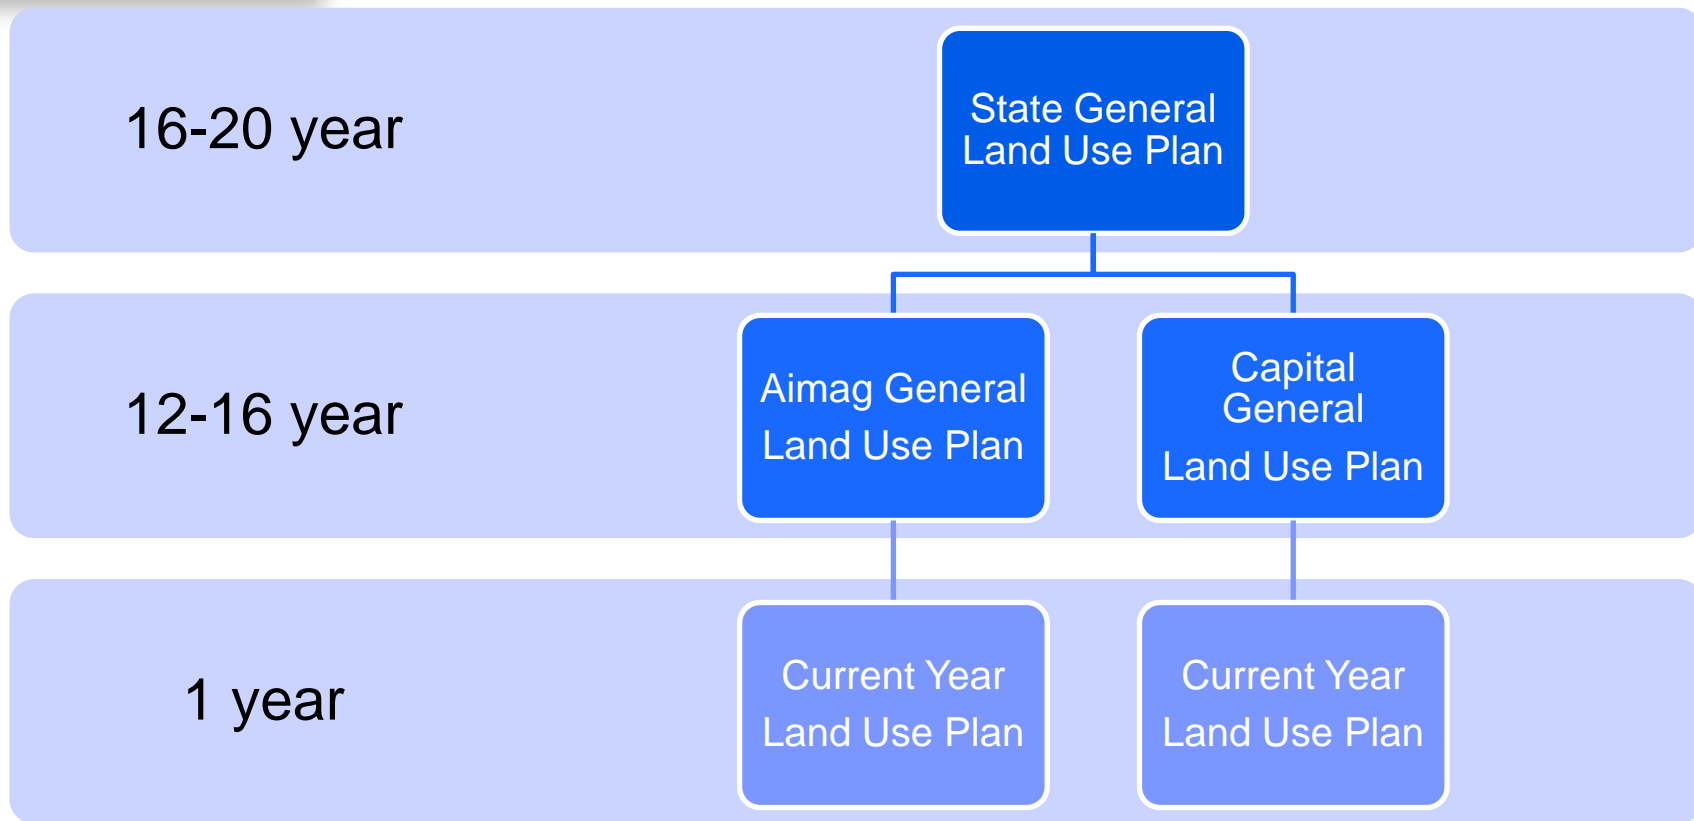 16-20 year
State General
Land Use Plan
12-16 year
Aimag General
Land Use Plan
Capital
General
Land Use Plan
1 year
Current Year
Land Use Plan
Current Year
Land Use Plan